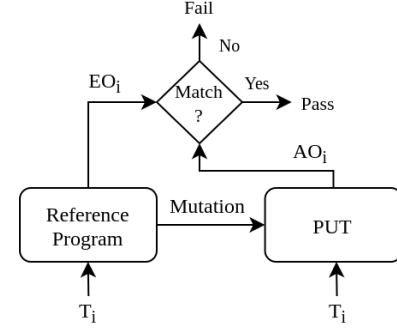 Fail
No
EOi
Match
?
Yes
Pass
AOi
Reference
Program
Mutation
PUT
Ti
Ti